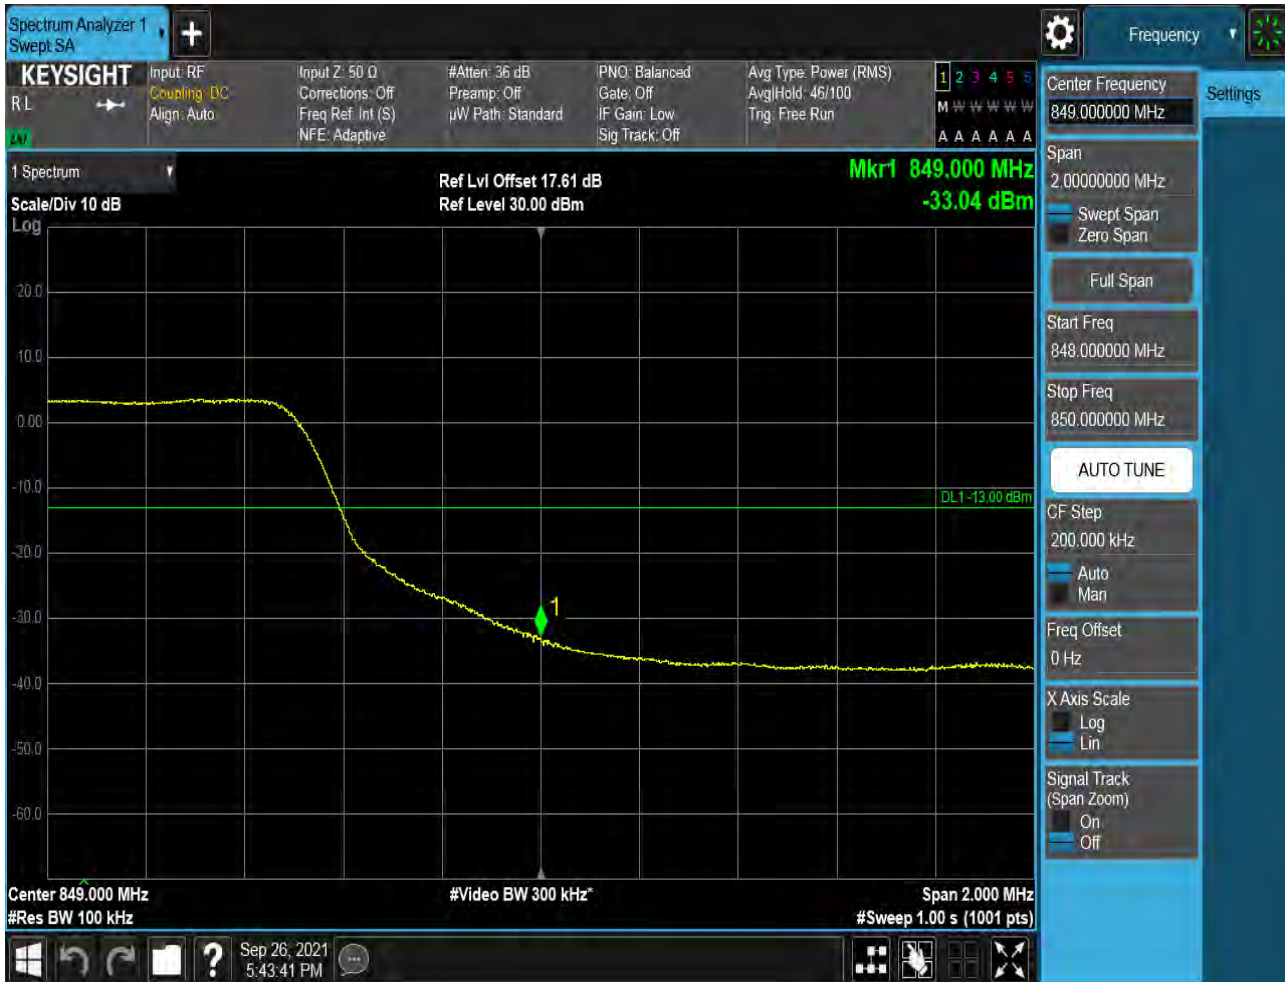 Spectrum Analyzer 1
Swept SA
Frequency
KEYSIGHT
R L
Input: RF
Coupling: DC
Align: Auto
Input Z: 50 Ω
Corrections: Off
Freq Ref: Int (S)
NFE: Adaptive
#Atten: 36 dB
Preamp: Off
µW Path: Standard
PNO: Balanced
Gate: Off
IF Gain: Low
Sig Track: Off
Avg Type: Power (RMS)
Avg|Hold: 46/100
Trig: Free Run
1 2 3 4 5 6
M W W W W W
A A A A A A
1 Spectrum
Scale/Div 10 dB
Log
Ref Lvl Offset 17.61 dB
Ref Level 30.00 dBm
Mkr1 849.000 MHz
-33.04 dBm
20.0
10.0
0.00
-10.0
-20.0
-30.0
-40.0
-50.0
-60.0
DL1 -13.00 dBm
1
Center 849.000 MHz
#Res BW 100 kHz
#Video BW 300 kHz*
Span 2.000 MHz
#Sweep 1.00 s (1001 pts)
Sep 26, 2021
5:43:41 PM
Center Frequency
849.000000 MHz
Settings
Span
2.00000000 MHz
Swept Span
Zero Span
Full Span
Start Freq
848.000000 MHz
Stop Freq
850.000000 MHz
AUTO TUNE
CF Step
200.000 kHz
Auto
Man
Freq Offset
0 Hz
X Axis Scale
Log
Lin
Signal Track
(Span Zoom)
On
Off